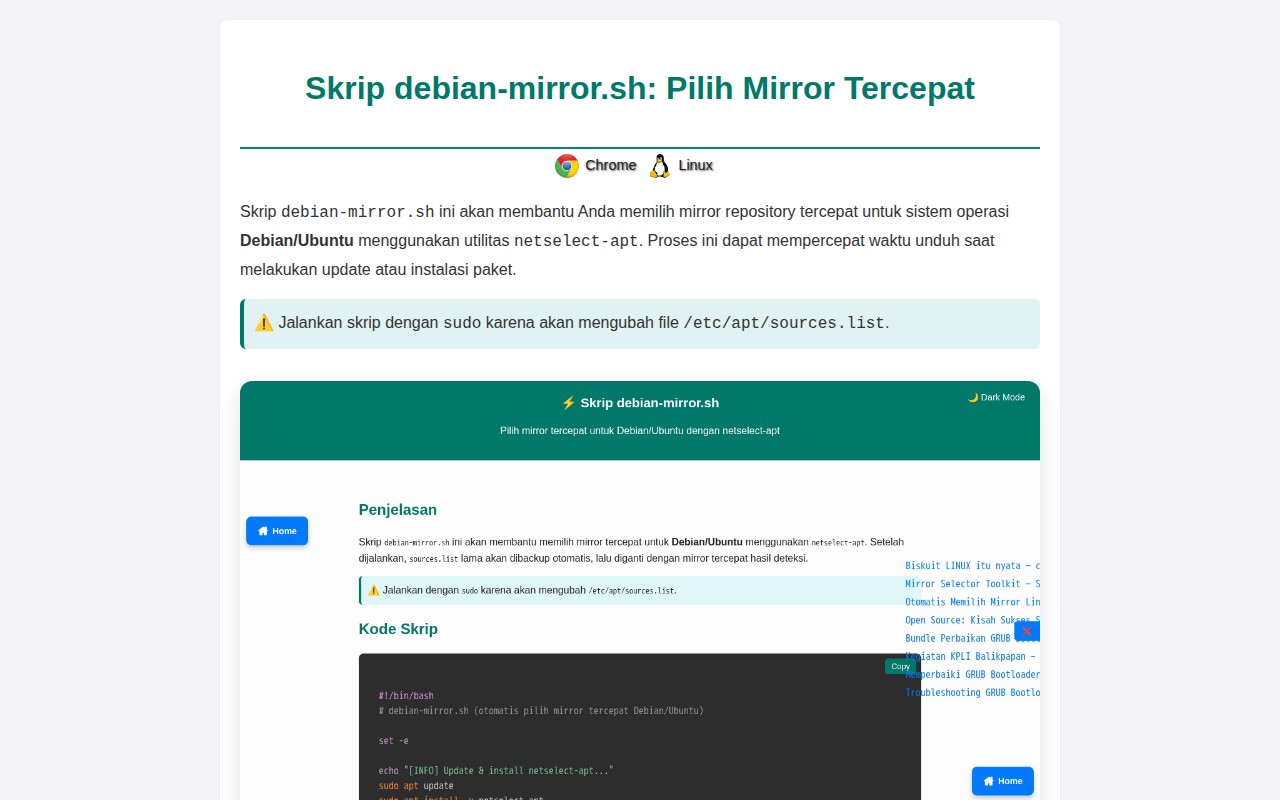 Skrip debian-mirror.sh: Pilih Mirror Tercepat
Chrome Linux
Skrip debian-mirror.sh ini akan membantu Anda memilih mirror repository tercepat untuk sistem operasi
Debian/Ubuntu menggunakan utilitas netselect-apt. Proses ini dapat mempercepat waktu unduh saat
melakukan update atau instalasi paket.
⚠️ Jalankan skrip dengan sudo karena akan mengubah file /etc/apt/sources.list.
⚡ Skrip debian-mirror.sh
🌙 Dark Mode
Pilih mirror tercepat untuk Debian/Ubuntu dengan netselect-apt
Home
Penjelasan
Skrip debian-mirror.sh ini akan membantu memilih mirror tercepat untuk Debian/Ubuntu menggunakan netselect-apt. Setelah
dijalankan, sources.list lama akan dibackup otomatis, lalu diganti dengan mirror tercepat hasil deteksi.
⚠️ Jalankan dengan sudo karena akan mengubah /etc/apt/sources.list.
Kode Skrip
Copy
#!/bin/bash
# debian-mirror.sh (otomatis pilih mirror tercepat Debian/Ubuntu)
set -e
echo "[INFO] Update & install netselect-apt..."
sudo apt update
sudo apt install -y netselect-apt
Biskuit LINUX itu nyata – c
Mirror Selector Toolkit – S
Otomatis Memilih Mirror Lin
Open Source: Kisah Sukses S
Bundle Perbaikan GRUB
Kegiatan KPLI Balikpapan –
Memperbaiki GRUB Bootloader
Troubleshooting GRUB Bootlo
Home